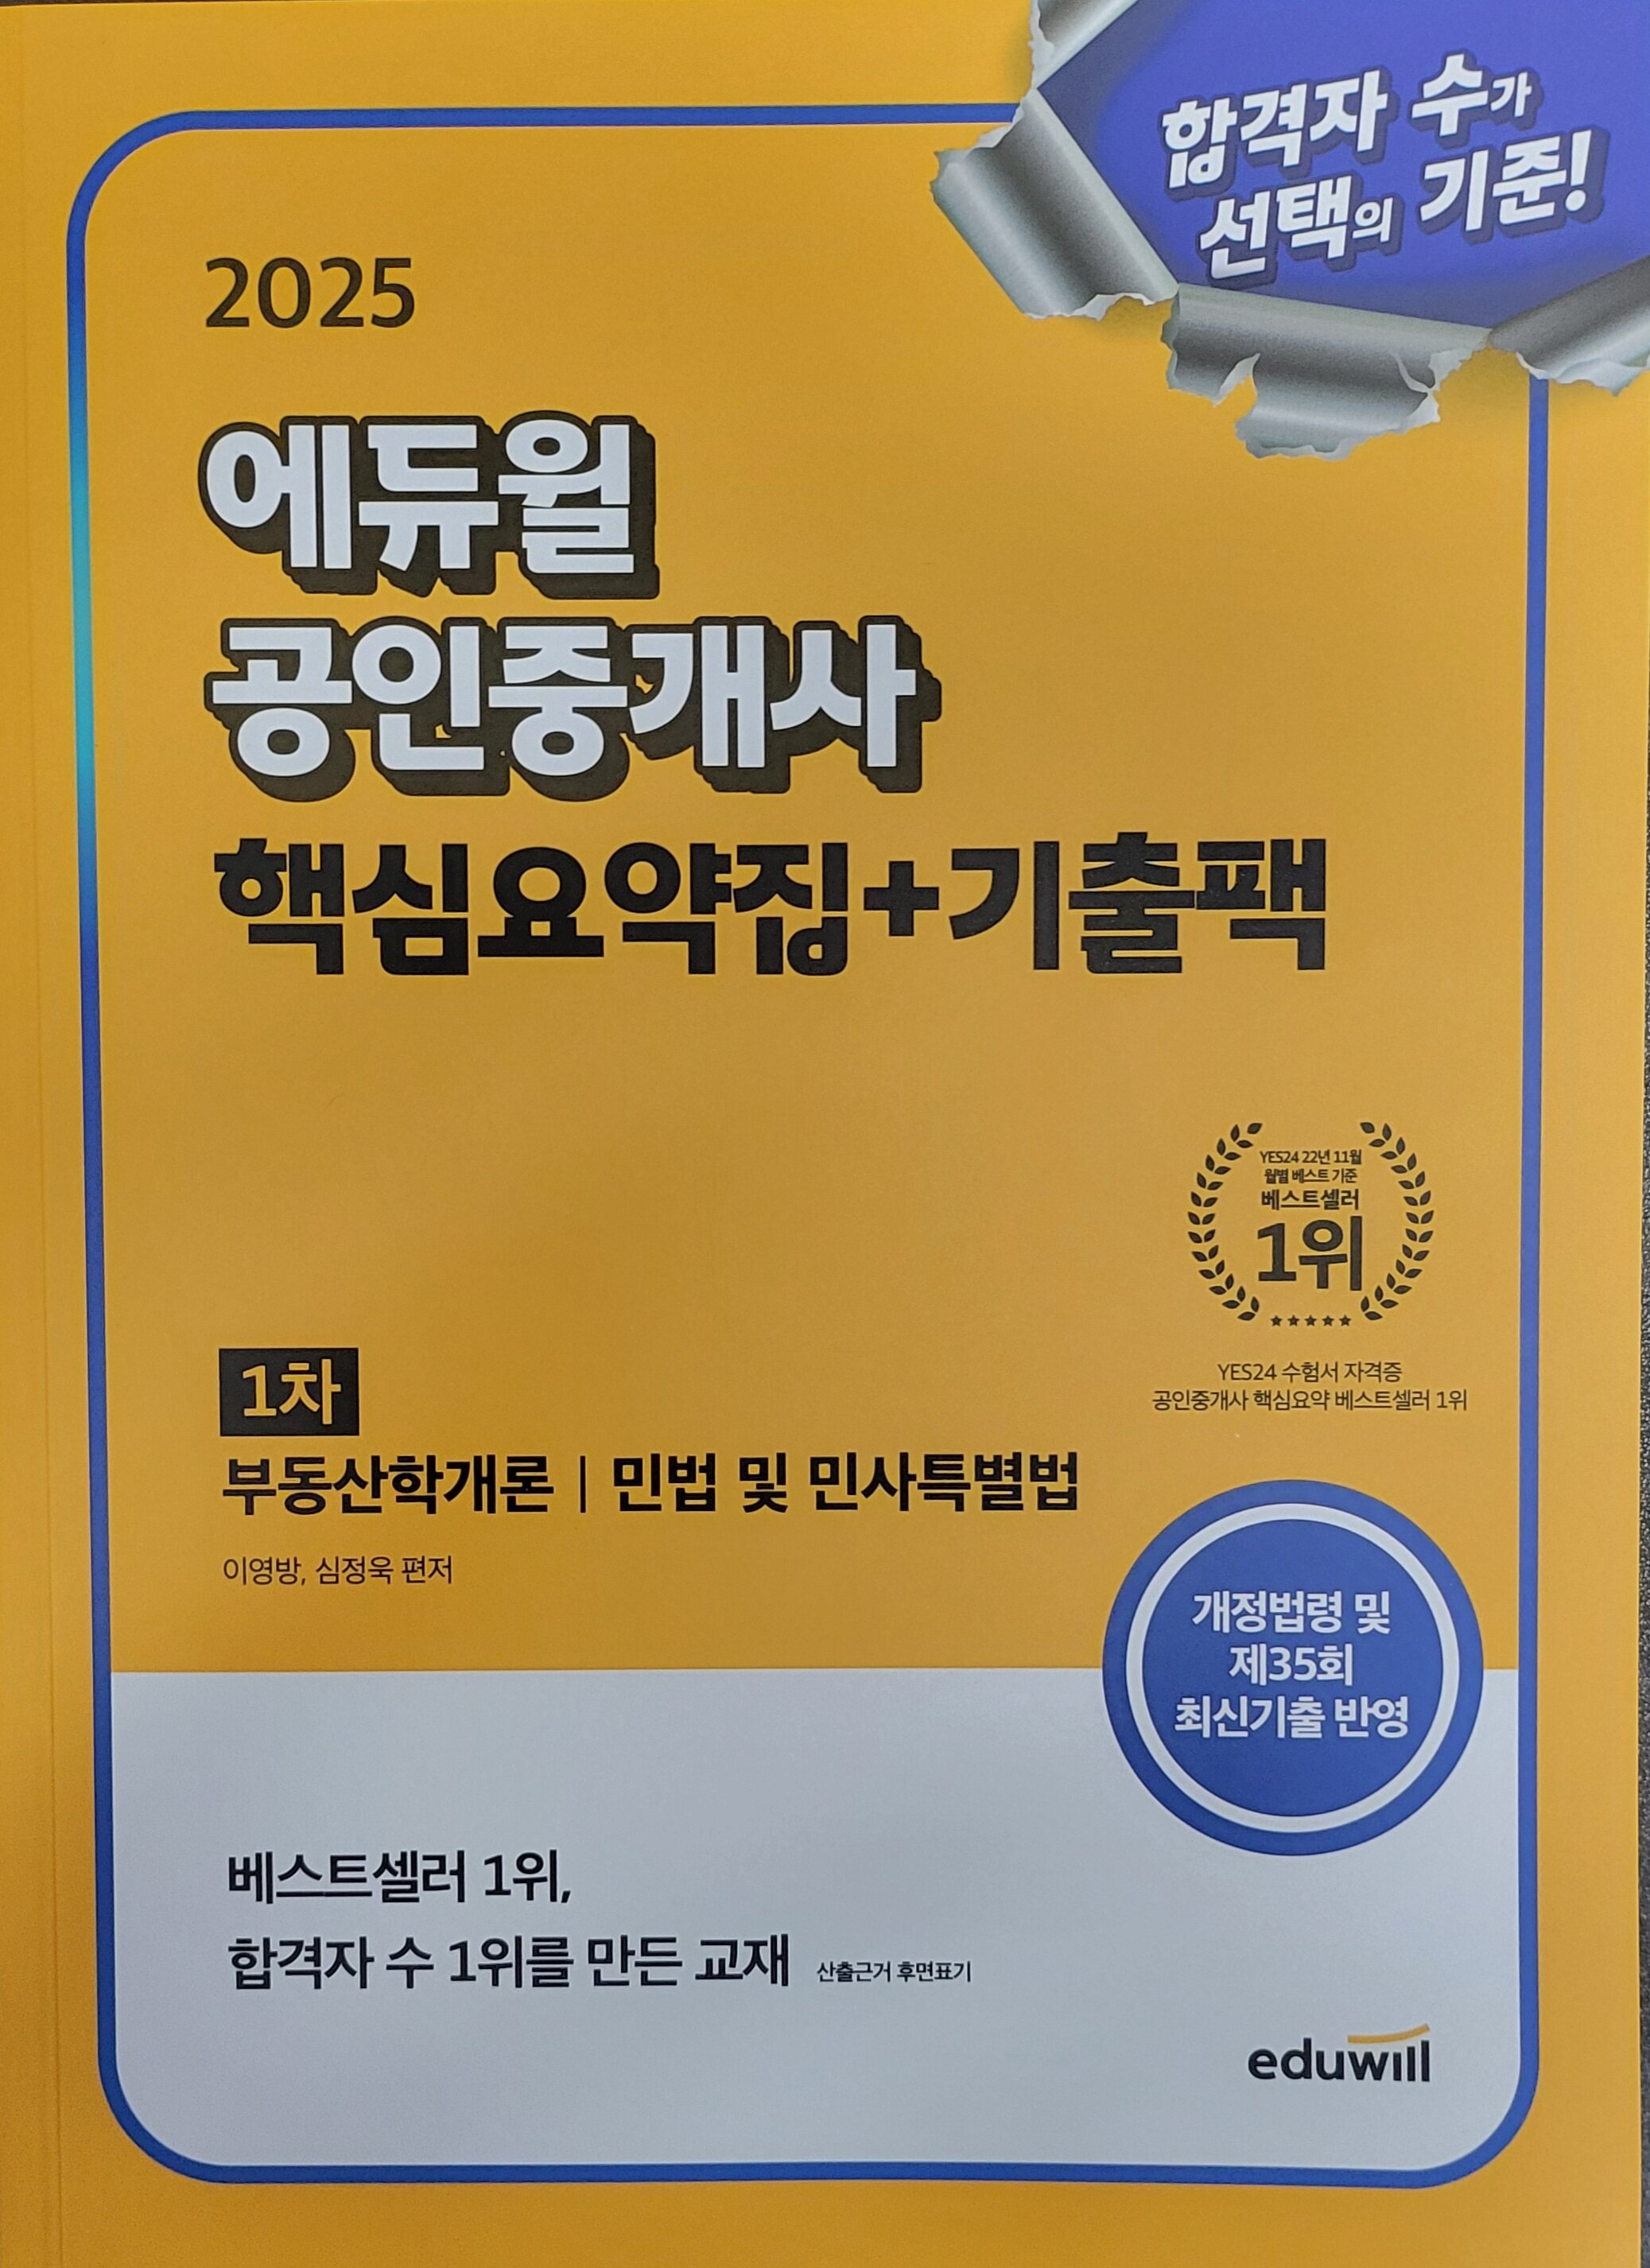 합격자 수가
선택의 기준!
2025
에듀윌
공인중개사
핵심요약집+기출팩
YES24 22년 11월
월별 베스트 기준
베스트셀러
1위
YES24 수험서 자격증
공인중개사 핵심요약 베스트셀러 1위
1차
부동산학개론 | 민법 및 민사특별법
이영방, 심정욱 편저
개정법령 및
제35회
최신기출 반영
베스트셀러 1위,
합격자 수 1위를 만든 교재 산출근거 후면표기
eduwill